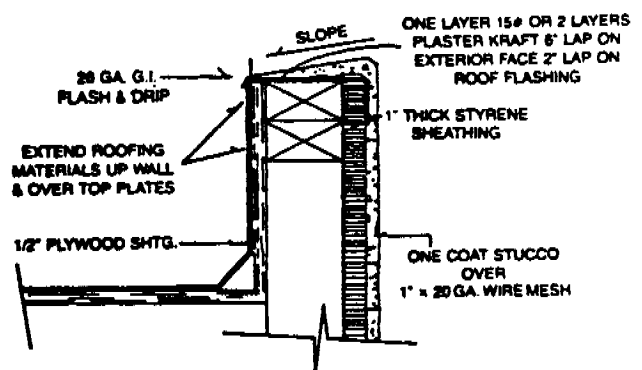 SLOPE
ONE LAYER 15# OR 2 LAYERS
PLASTER KRAFT 6" LAP ON
EXTERIOR FACE 2" LAP ON
ROOF FLASHING
26 GA. G.I.
FLASH & DRIP
1" THICK STYRENE
SHEATHING
EXTEND ROOFING
MATERIALS UP WALL
& OVER TOP PLATES
1/2" PLYWOOD SHTG.
ONE COAT STUCCO
OVER
1" x 20 GA. WIRE MESH